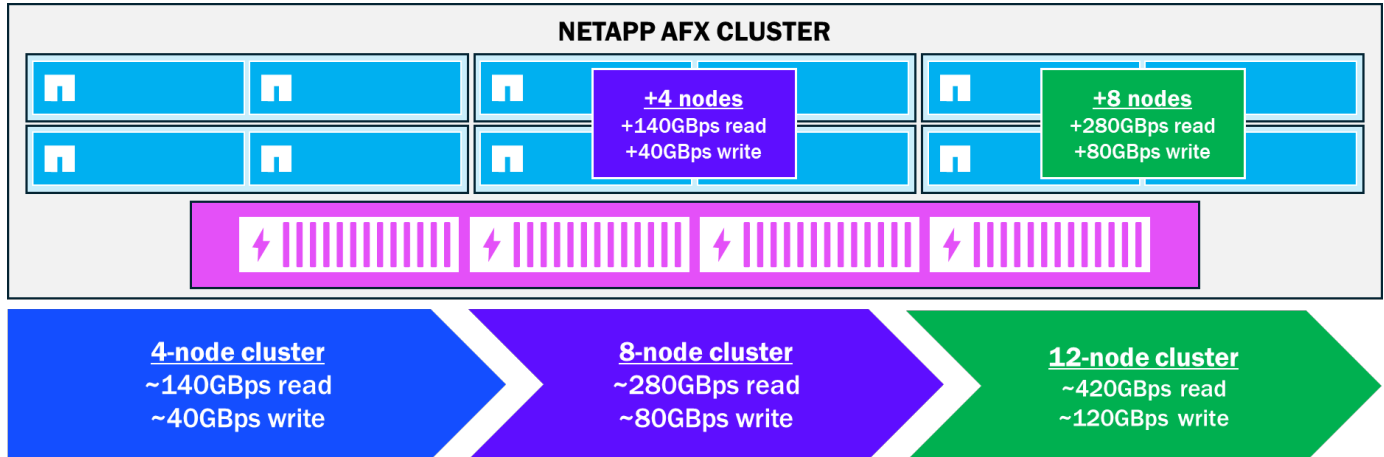 NETAPP AFX CLUSTER
+4 nodes
+140GBps read
+40GBps write
+8 nodes
+280GBps read
+80GBps write
4-node cluster
~140GBps read
~40GBps write
8-node cluster
~280GBps read
~80GBps write
12-node cluster
~420GBps read
~120GBps write